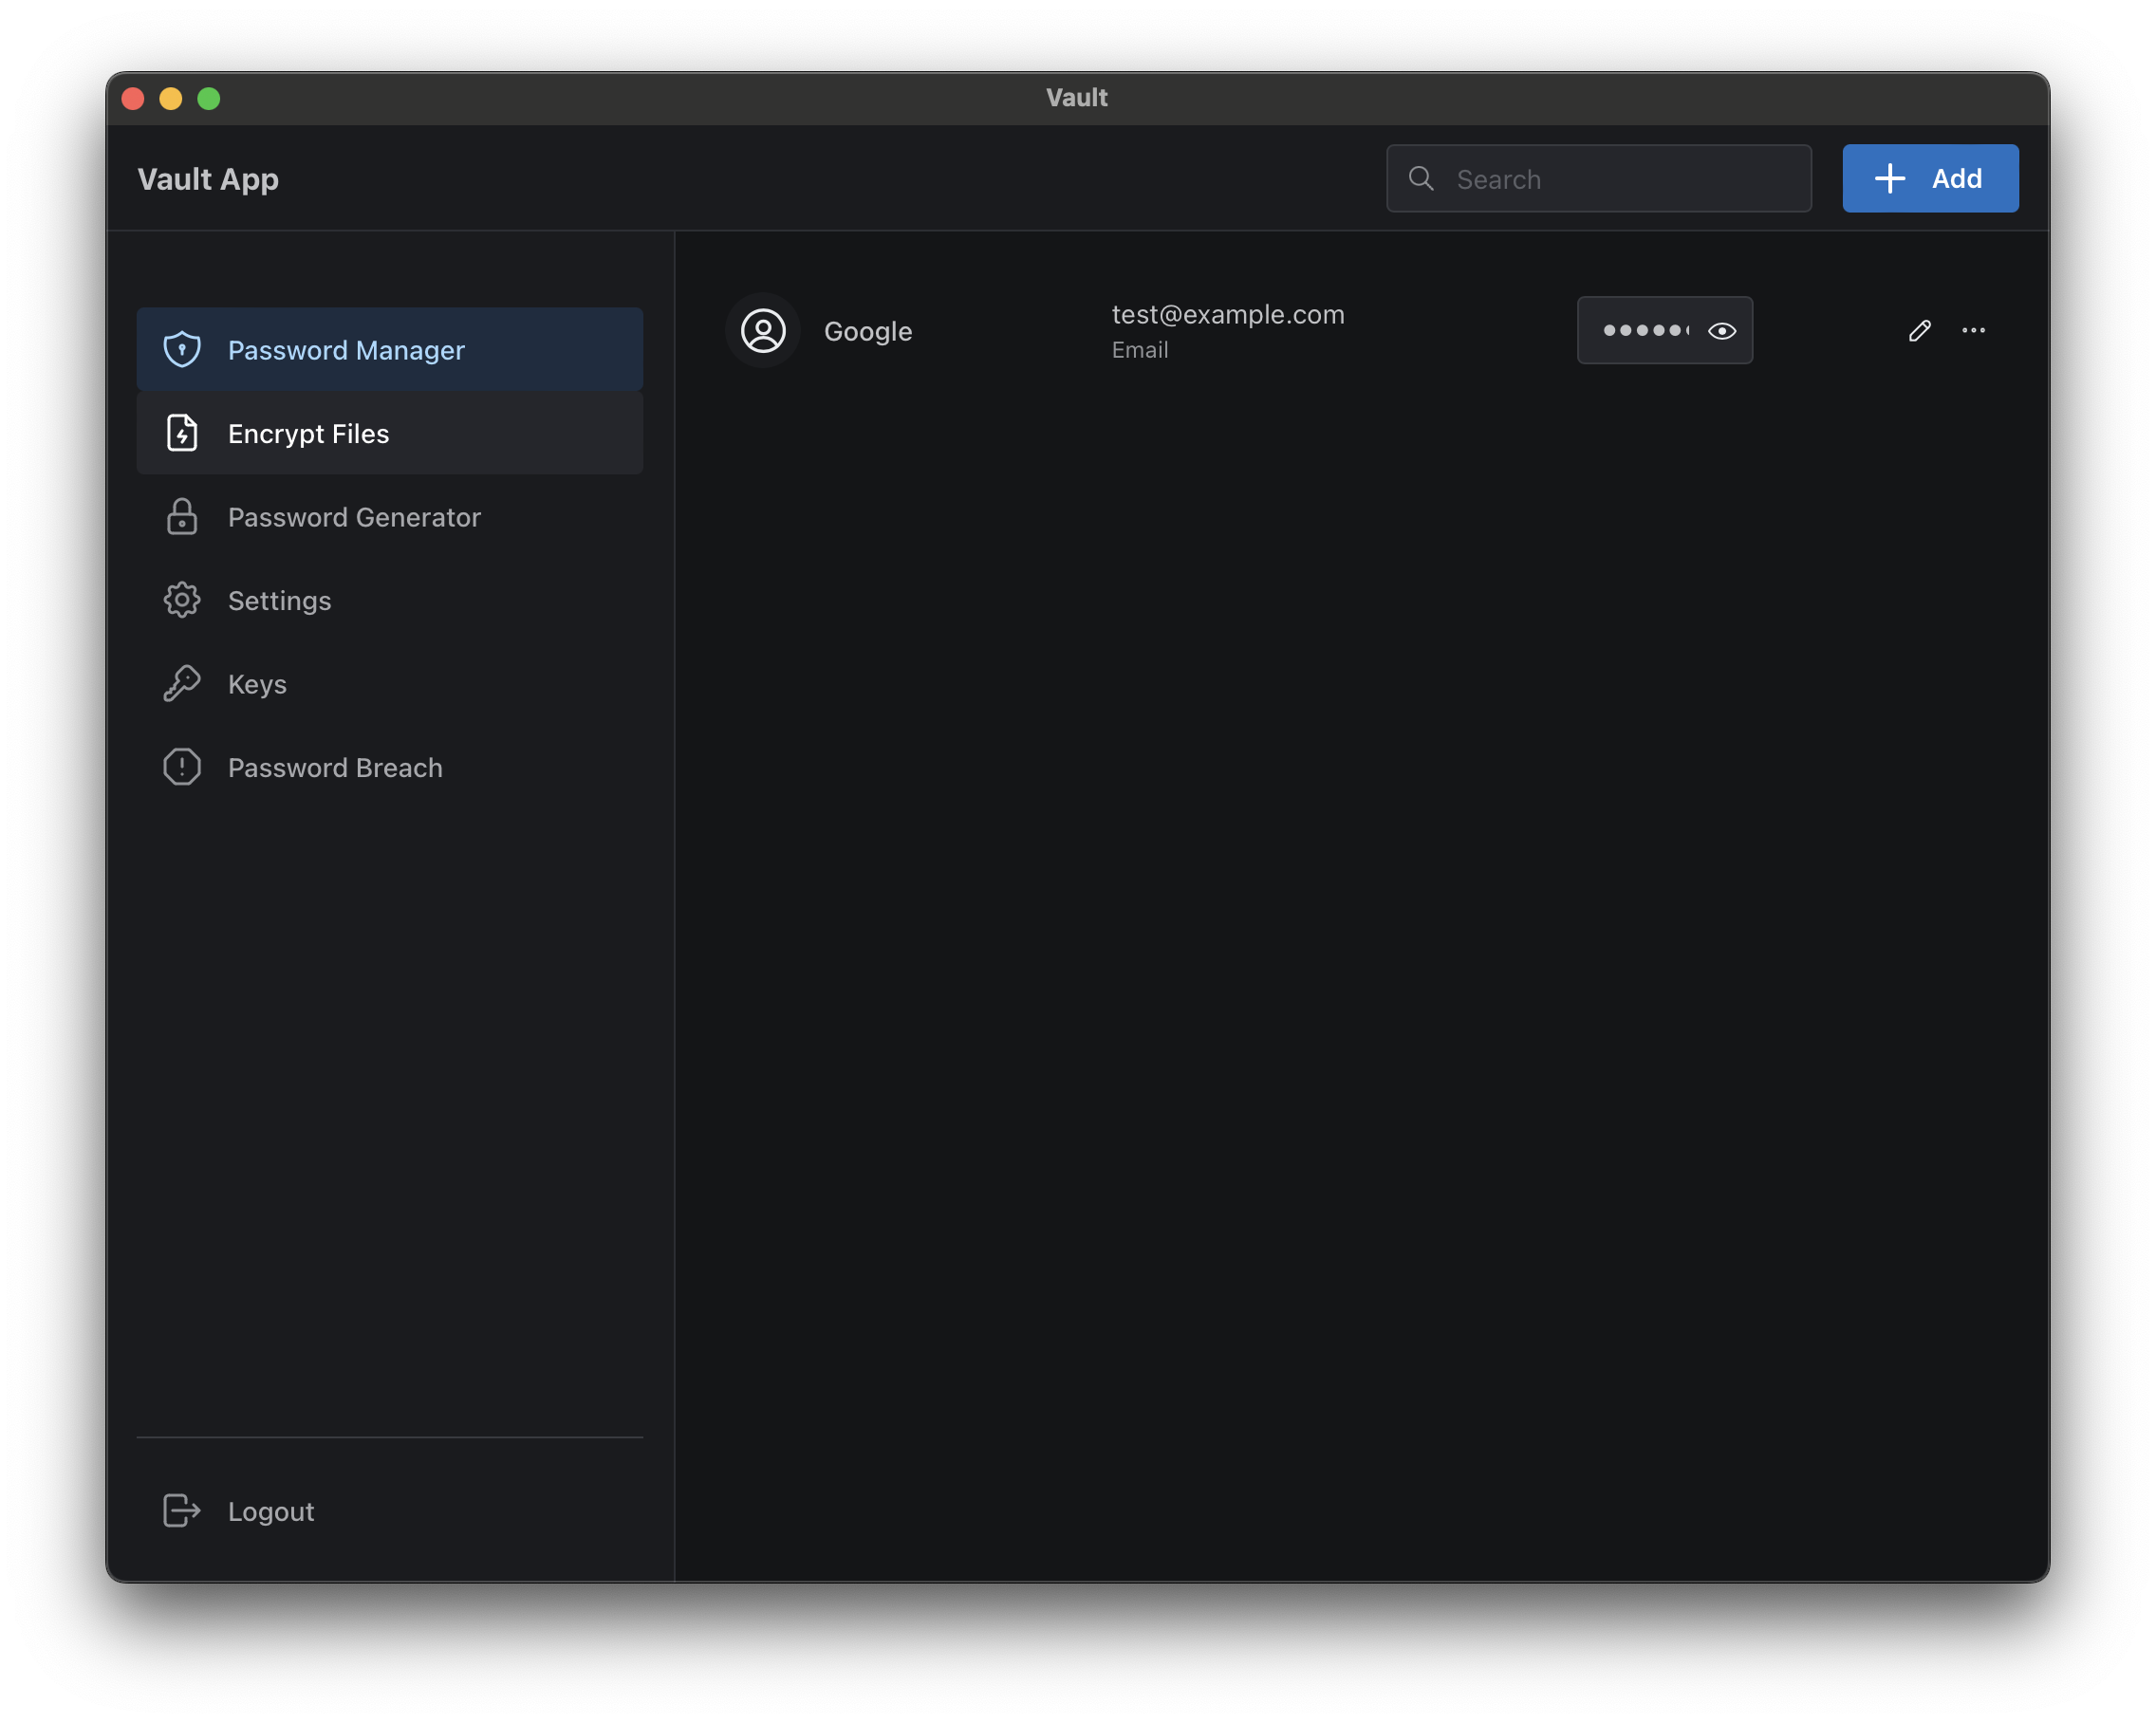 Vault
Vault App
Search
Add
Password Manager
Encrypt Files
Password Generator
Settings
Keys
Password Breach
Logout
Google
test@example.com
Email